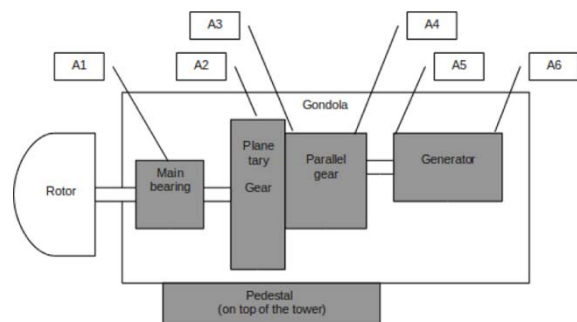 A3
A4
A1
A2
A5
A6
Gondola
Rotor
Main
bearing
Plane
tary
Gear
Parallel
gear
Generator
Pedestal
(on top of the tower)